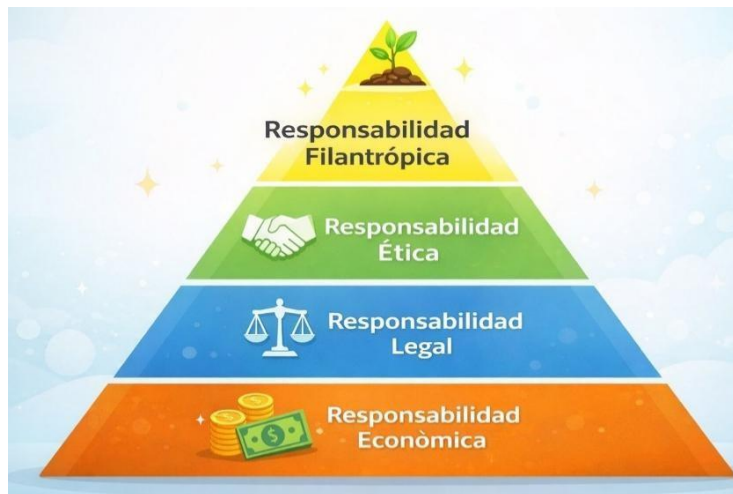 Responsabilidad
Filantrópica
Responsabilidad
Ética
Responsabilidad
Legal
Responsabilidad
Econòmica